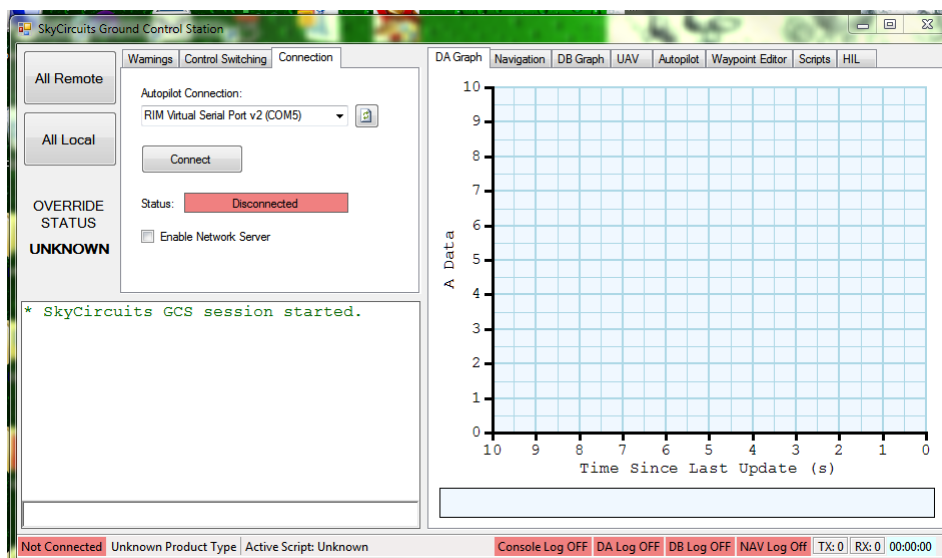 SkyCircuits Ground Control Station
All Remote
All Local
OVERRIDE
STATUS
UNKNOWN
Warnings Control Switching Connection
Autopilot Connection:
RIM Virtual Serial Port v2 (COM5)
Connect
Status: Disconnected
Enable Network Server
* SkyCircuits GCS session started.
DA Graph Navigation DB Graph UAV Autopilot Waypoint Editor Scripts HIL
A Data
10
9
8
7
6
5
4
3
2
1
0
10 9 8 7 6 5 4 3 2 1 0
Time Since Last Update (s)
Not Connected Unknown Product Type Active Script: Unknown Console Log OFF DA Log OFF DB Log OFF NAV Log Off TX: 0 RX: 0 00:00:00